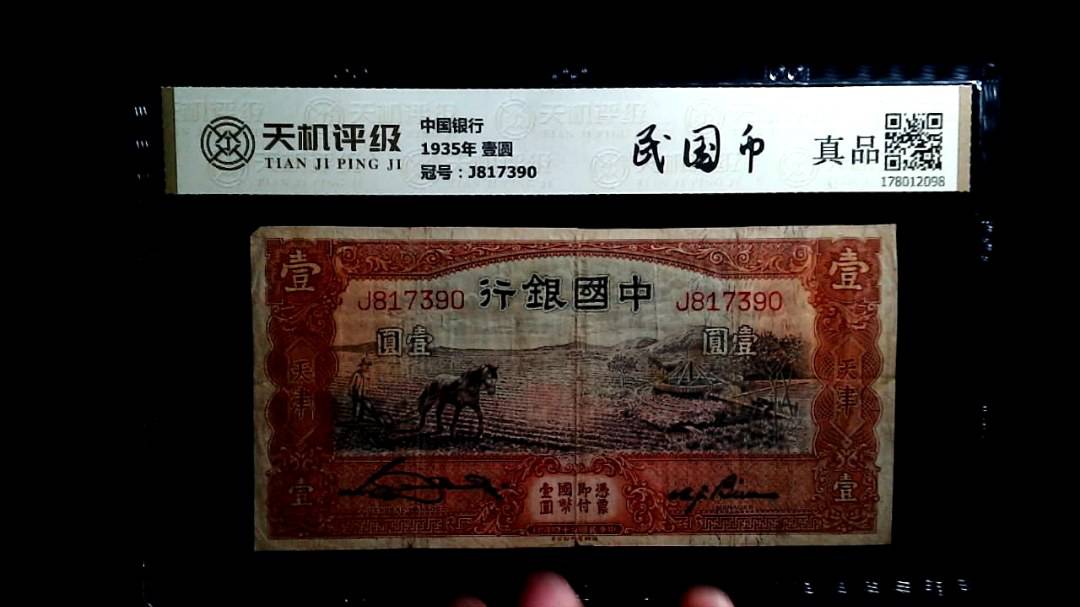 天机评级
TIAN JI PING JI
中国银行
1935年 壹圆
冠号：J817390
民国币
真品
178012098
壹
壹
J817390
行銀國中
J817390
圓壹
圓壹
天津
天津
壹
憑票
即付
國幣
壹圓
壹